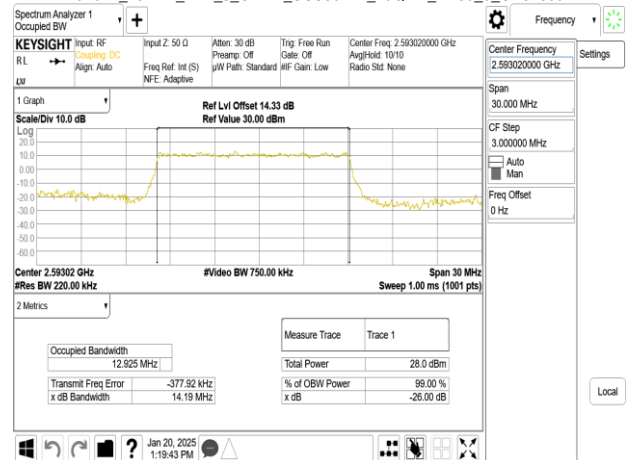 Spectrum Analyzer 1
Occupied BW
Frequency
KEYSIGHT Input: RF Input Z: 50 Ω Atten: 30 dB Trig: Free Run Center Freq: 2.593020000 GHz
RL Coupling: DC Preamp: Off Gate: Off Avg|Hold: 10/10
Align: Auto Freq Ref: Int (S) µW Path: Standard #IF Gain: Low Radio Std: None
NFE: Adaptive
LXI
Center Frequency
2.593020000 GHz
Settings
Span
30.000 MHz
CF Step
3.000000 MHz
Auto
Man
Freq Offset
0 Hz
1 Graph
Ref Lvl Offset 14.33 dB
Scale/Div 10.0 dB Ref Value 30.00 dBm
Log
20.0
10.0
0.00
-10.0
-20.0
-30.0
-40.0
-50.0
-60.0
Center 2.59302 GHz #Video BW 750.00 kHz Span 30 MHz
#Res BW 220.00 kHz Sweep 1.00 ms (1001 pts)
2 Metrics
Measure Trace Trace 1
Occupied Bandwidth
12.925 MHz Total Power 28.0 dBm
Transmit Freq Error -377.92 kHz % of OBW Power 99.00 %
x dB Bandwidth 14.19 MHz x dB -26.00 dB
Local
? Jan 20, 2025
1:19:43 PM